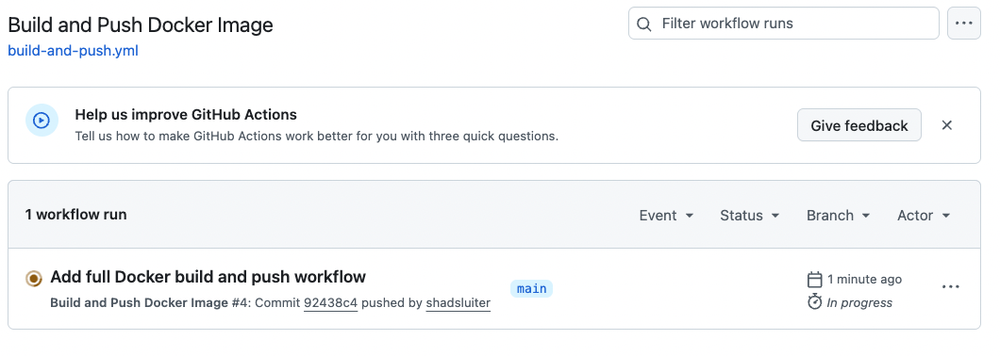 Build and Push Docker Image
Filter workflow runs
build-and-push.yml
Help us improve GitHub Actions
Tell us how to make GitHub Actions work better for you with three quick questions.
Give feedback
1 workflow run
Event
Status
Branch
Actor
Add full Docker build and push workflow
Build and Push Docker Image #4: Commit 92438c4 pushed by shadsluiter
main
1 minute ago
In progress